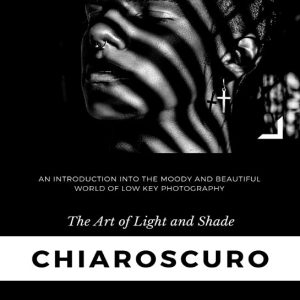 AN INTRODUCTION INTO THE MOODY AND BEAUTIFUL
WORLD OF LOW KEY PHOTOGRAPHY
The Art of Light and Shade
CHIAROSCURO